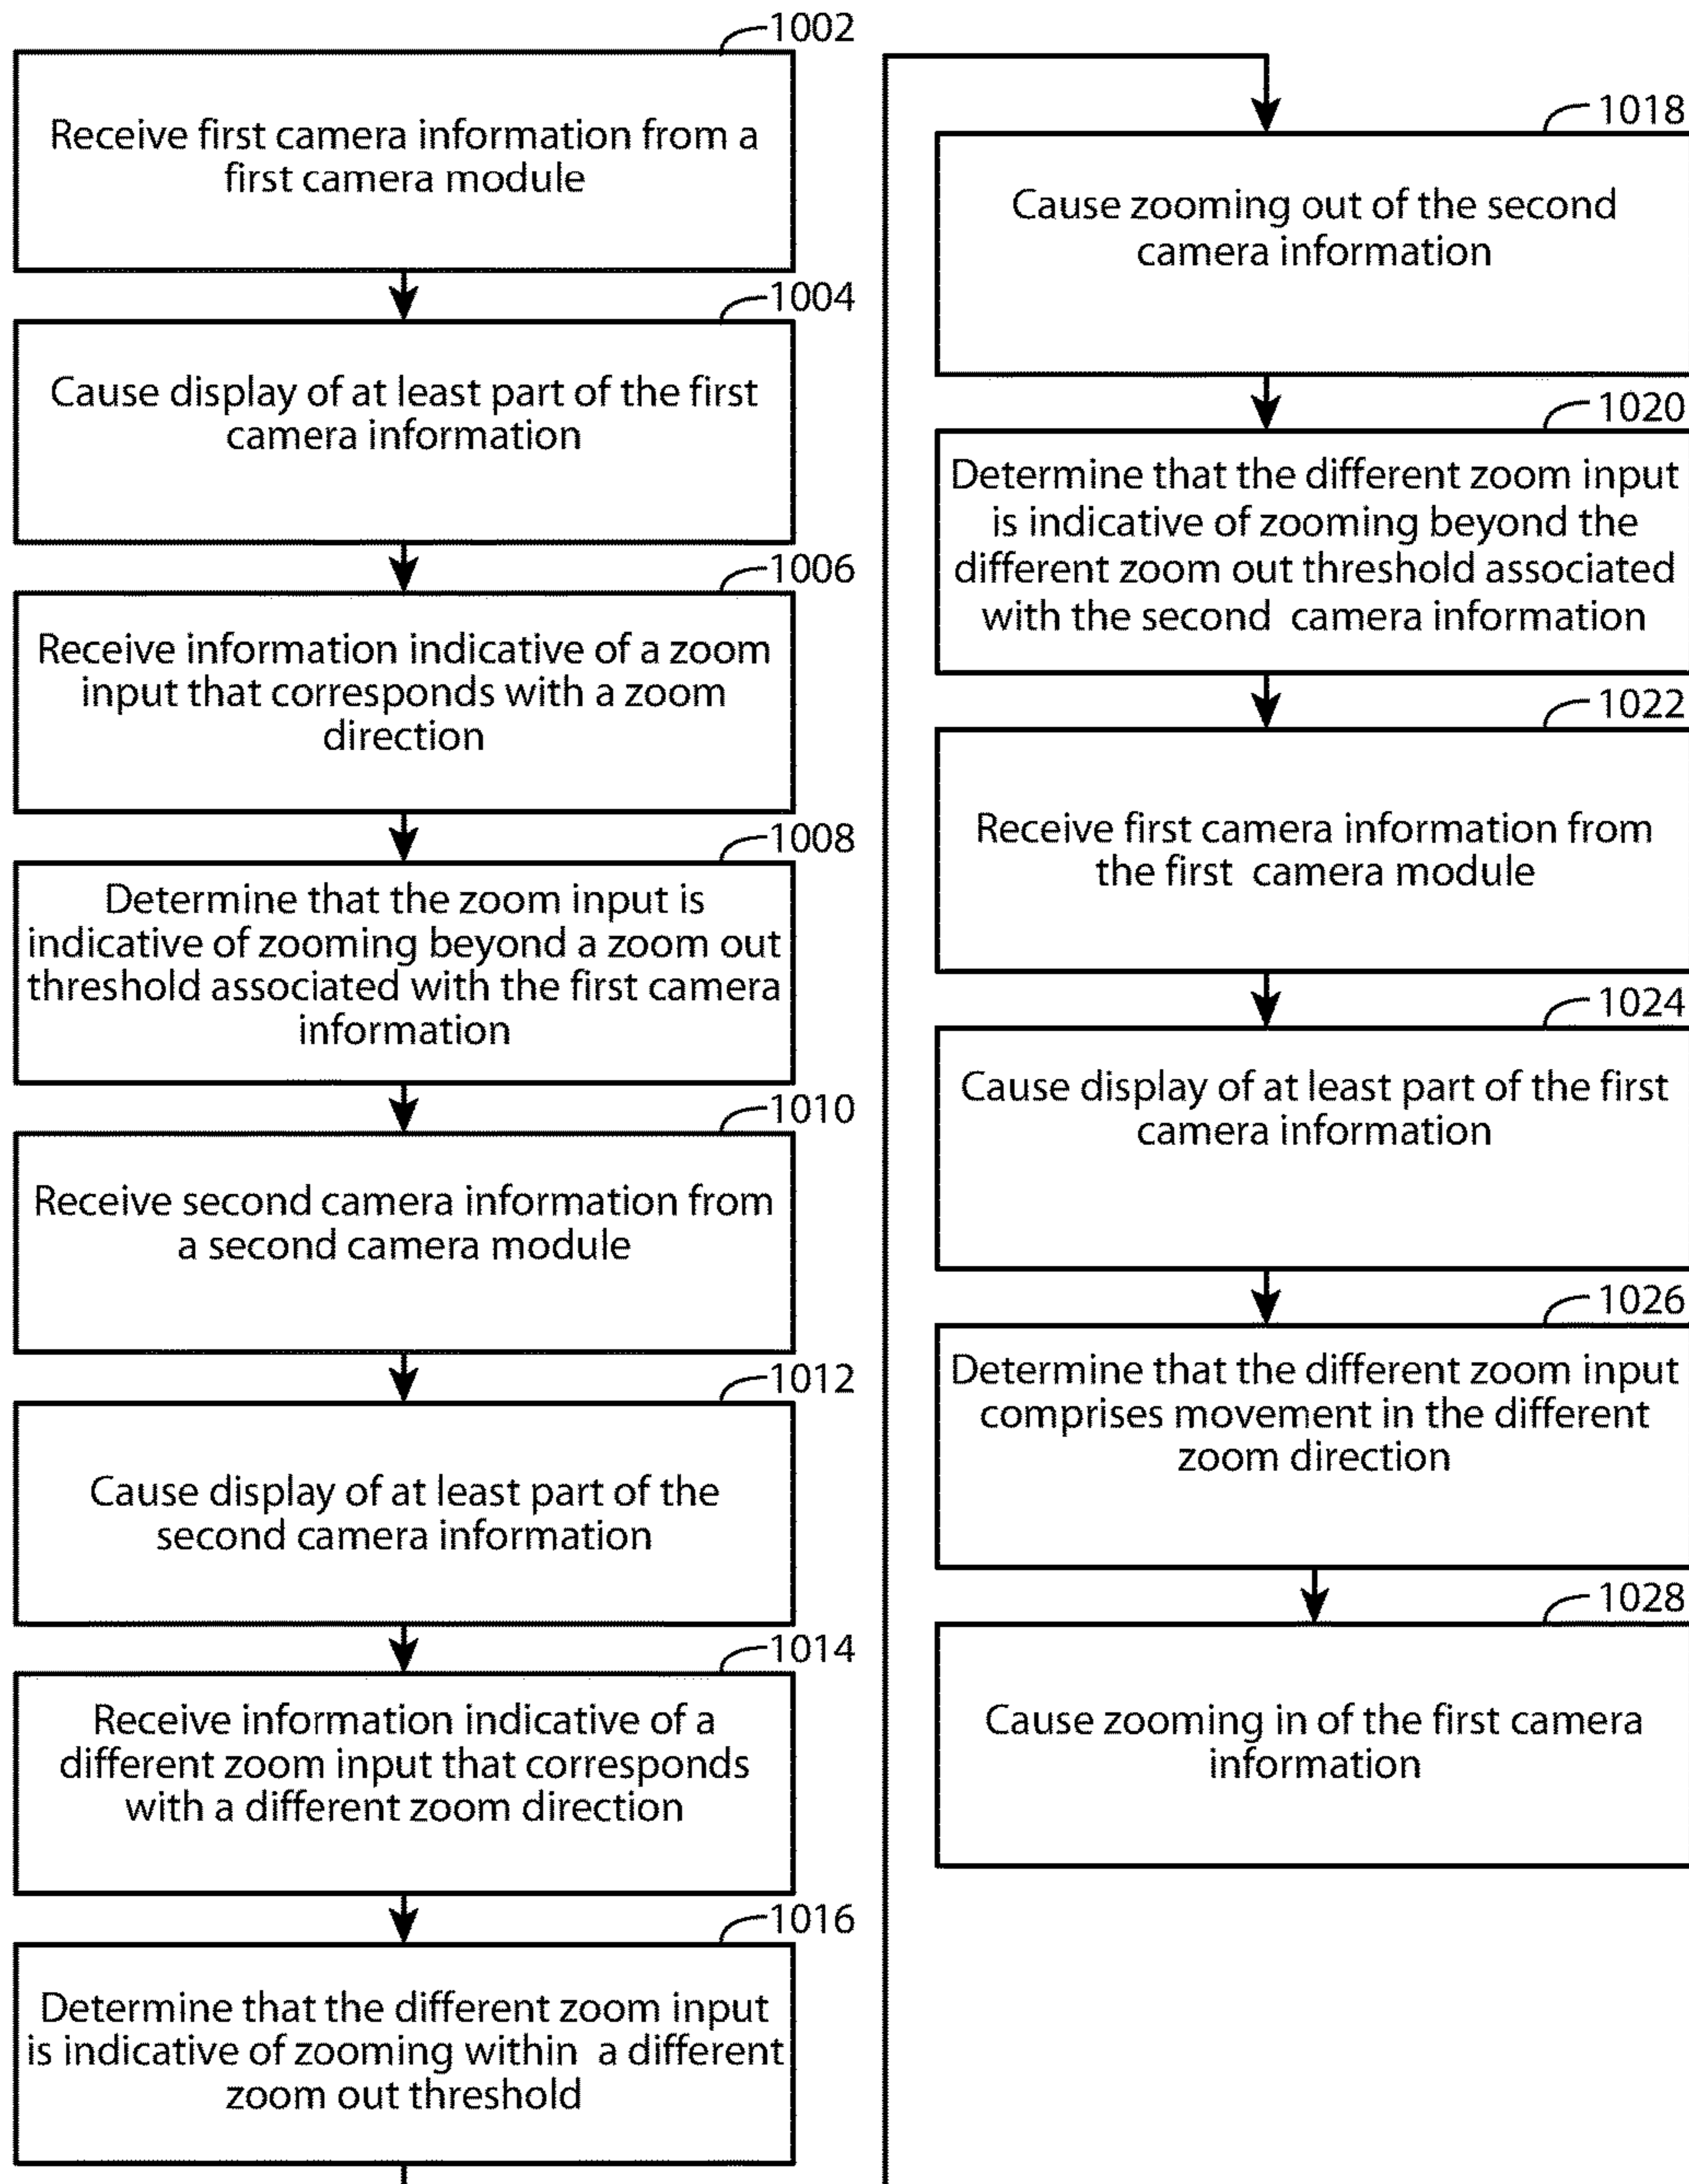 1002
Receive first camera information from a
first camera module
1004
Cause display of at least part of the first
camera information
1006
Receive information indicative of a zoom
input that corresponds with a zoom
direction
1008
Determine that the zoom input is
indicative of zooming beyond a zoom out
threshold associated with the first camera
information
1010
Receive second camera information from
a second camera module
1012
Cause display of at least part of the
second camera information
1014
Receive information indicative of a
different zoom input that corresponds
with a different zoom direction
1016
Determine that the different zoom input
is indicative of zooming within a different
zoom out threshold
1018
Cause zooming out of the second
camera information
1020
Determine that the different zoom input
is indicative of zooming beyond the
different zoom out threshold associated
with the second camera information
1022
Receive first camera information from
the first camera module
1024
Cause display of at least part of the first
camera information
1026
Determine that the different zoom input
comprises movement in the different
zoom direction
1028
Cause zooming in of the first camera
information